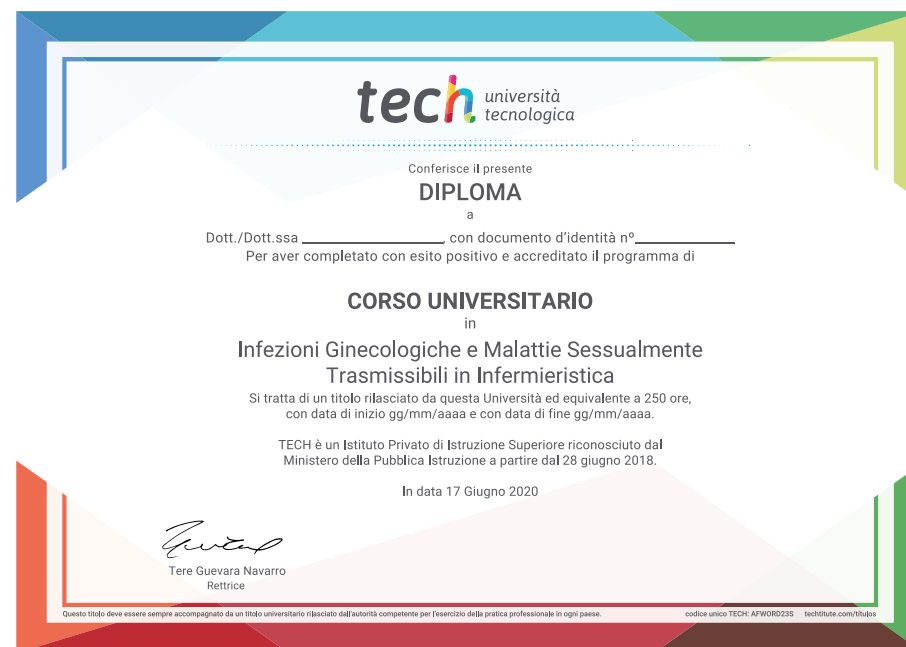 tech università
tecnologica
Conferisce il presente
DIPLOMA
a
Dott./Dott.ssa ________________, con documento d'identità nº____________
Per aver completato con esito positivo e accreditato il programma di
CORSO UNIVERSITARIO
in
Infezioni Ginecologiche e Malattie Sessualmente
Trasmissibili in Infermieristica
Si tratta di un titolo rilasciato da questa Università ed equivalente a 250 ore,
con data di inizio gg/mm/aaaa e con data di fine gg/mm/aaaa.
TECH è un Istituto Privato di Istruzione Superiore riconosciuto dal
Ministero della Pubblica Istruzione a partire dal 28 giugno 2018.
In data 17 Giugno 2020
Tere Guevara Navarro
Rettrice
Questo titolo deve essere sempre accompagnato da un titolo universitario rilasciato dall'autorità competente per l'esercizio della pratica professionale in ogni paese. codice unico TECH: AFWORD23S techtitute.com/titulos